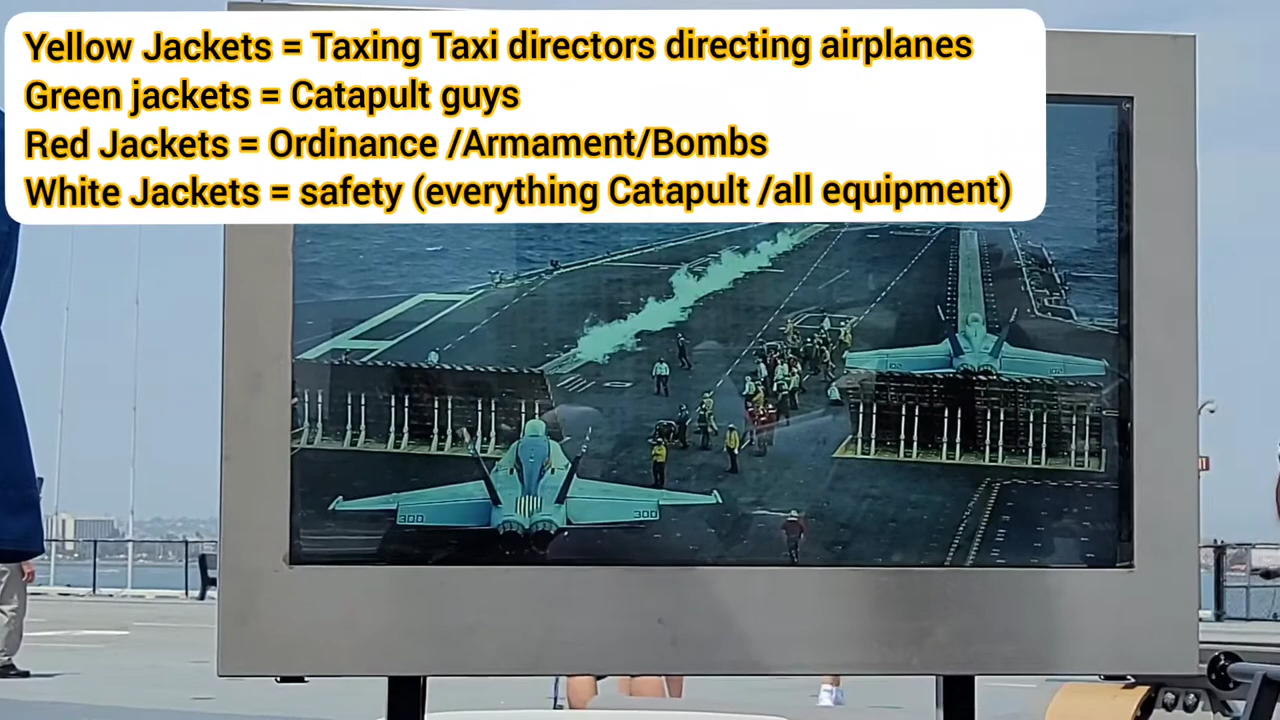 Yellow Jackets = Taxing Taxi directors directing airplanes
Green jackets = Catapult guys
Red Jackets = Ordinance /Armament/Bombs
White Jackets = safety (everything Catapult /all equipment)
300
300